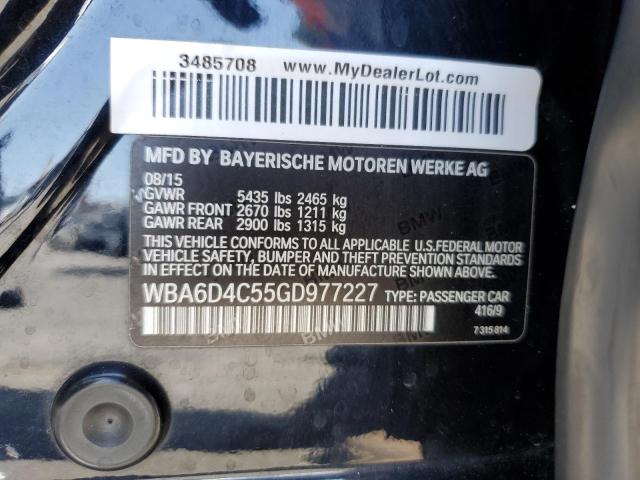 3485708 www.MyDealerLot.com
MFD BY BAYERISCHE MOTOREN WERKE AG
08/15
GVWR 5435 lbs 2465 kg
GAWR FRONT 2670 lbs 1211 kg
GAWR REAR 2900 lbs 1315 kg
THIS VEHICLE CONFORMS TO ALL APPLICABLE U.S.FEDERAL MOTOR
VEHICLE SAFETY, BUMPER AND THEFT PREVENTION STANDARDS
IN EFFECT ON THE DATE OF MANUFACTURE SHOWN ABOVE.
WBA6D4C55GD977227 TYPE: PASSENGER CAR
416/9
7 315 814